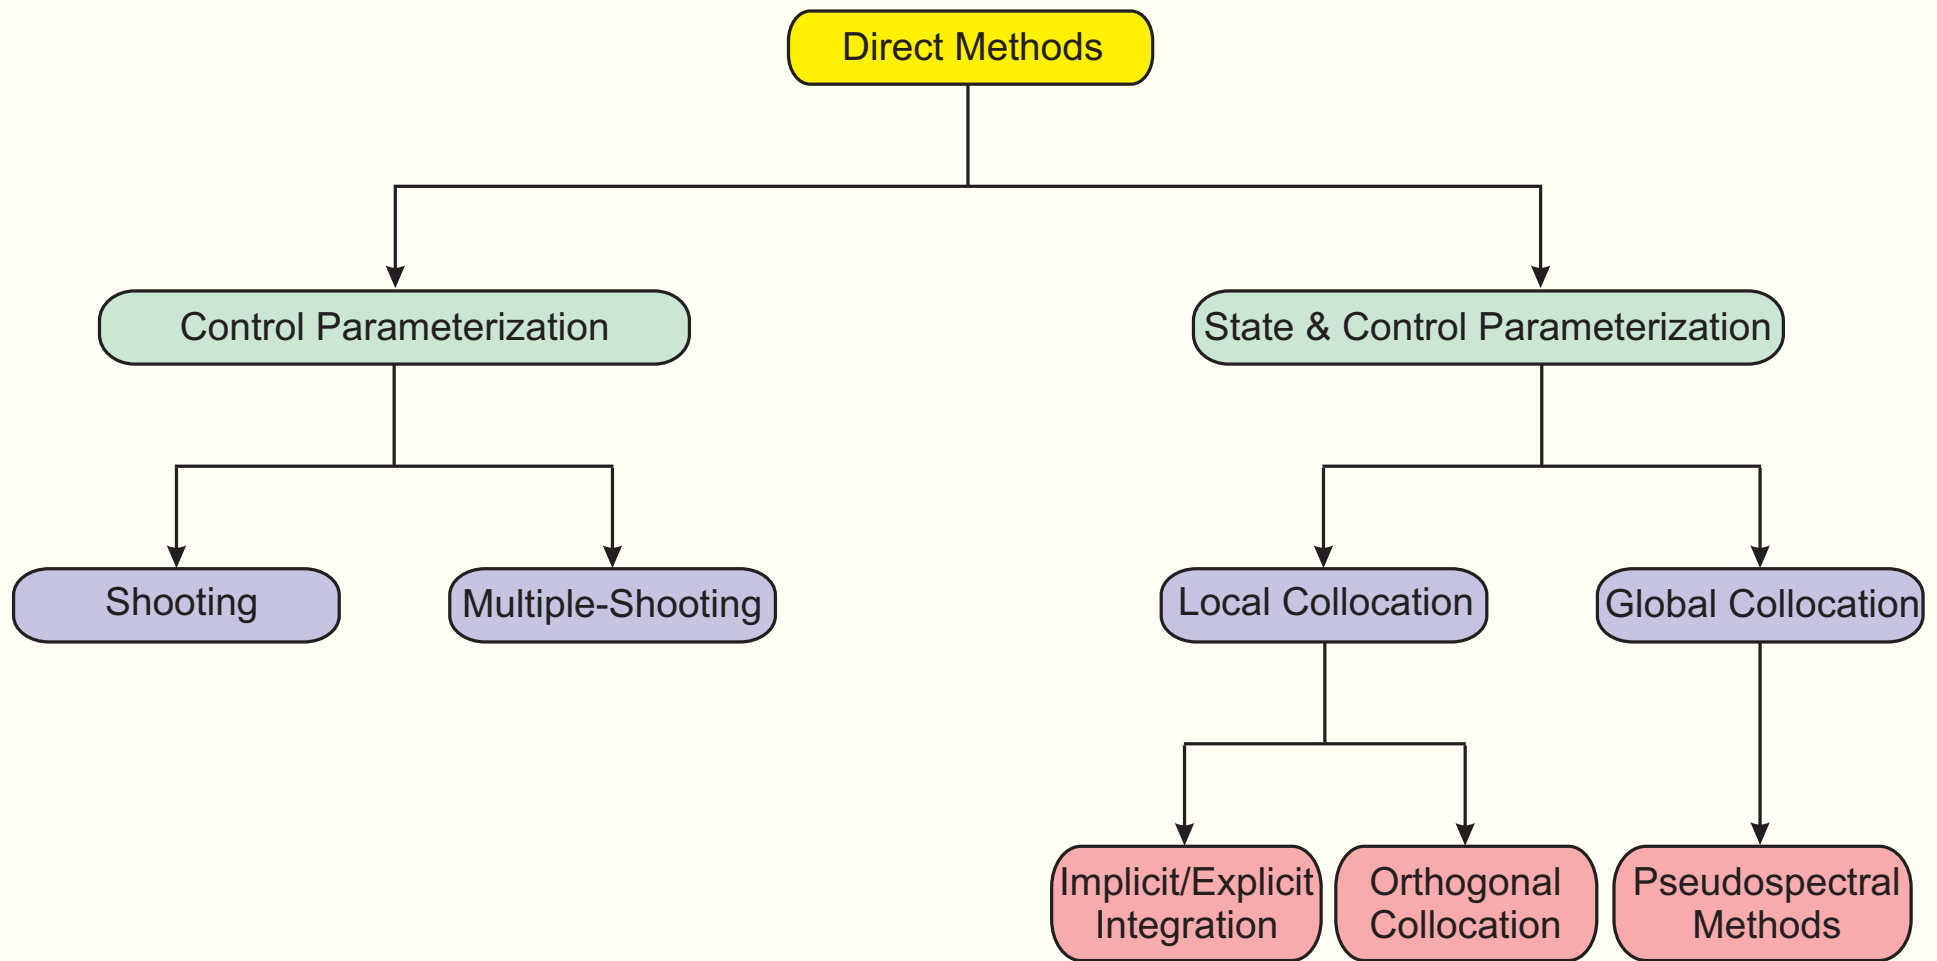 Direct Methods
Control Parameterization
State & Control Parameterization
Shooting
Multiple-Shooting
Local Collocation
Global Collocation
Implicit/Explicit
Integration
Orthogonal
Collocation
Pseudospectral
Methods